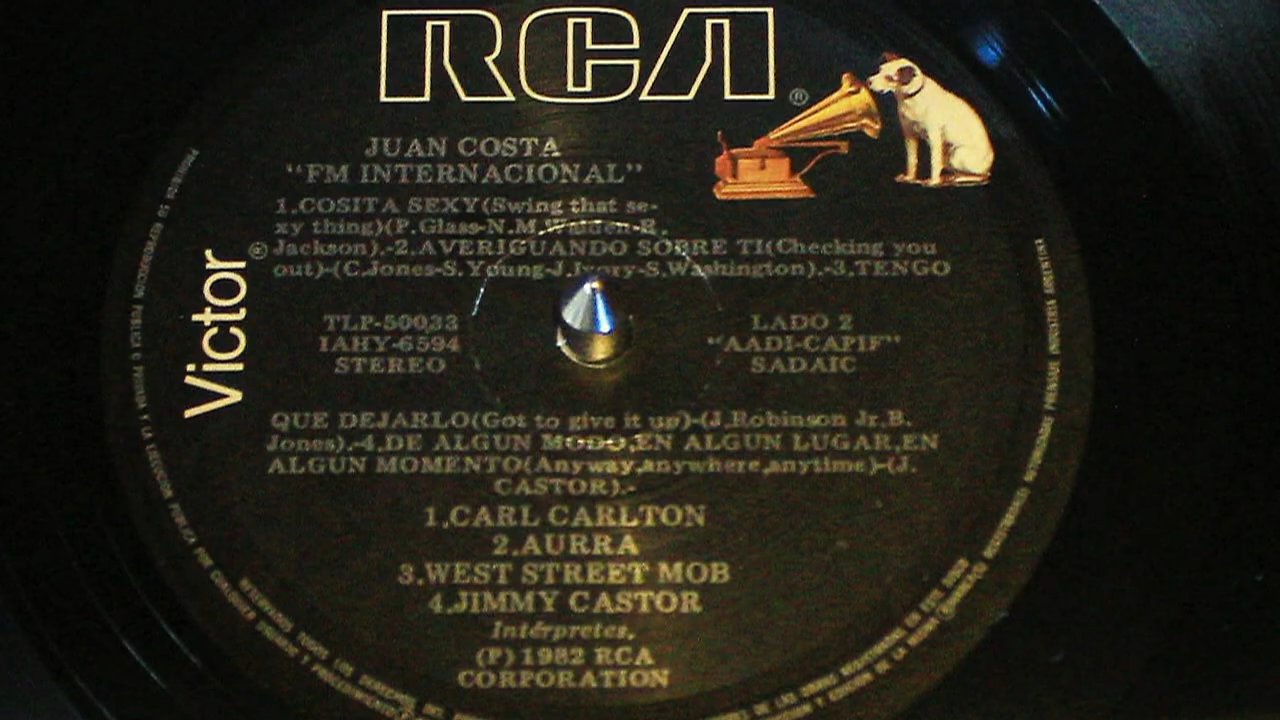 RCA ®
JUAN COSTA
"FM INTERNACIONAL"
1.COSITA SEXY(Swing that se-
xy thing)(P.Glass-N.M.Walden-R.
Jackson).-2.AVERIGUANDO SOBRE TI(Checking you
out)-(C.Jones-S.Young-J.Ivory-S.Washington).-3.TENGO
Victor ®
TLP-50033
IAHY-6594
STEREO
LADO 2
"AADI-CAPIF"
SADAIC
QUE DEJARLO(Got to give it up)-(J.Robinson Jr.B.
Jones).-4.DE ALGUN MODO,EN ALGUN LUGAR,EN
ALGUN MOMENTO(Anyway,anywhere,anytime)-(J.
CASTOR).-
1.CARL CARLTON
2.AURRA
3.WEST STREET MOB
4.JIMMY CASTOR
Intérpretes.
(P) 1982 RCA
CORPORATION